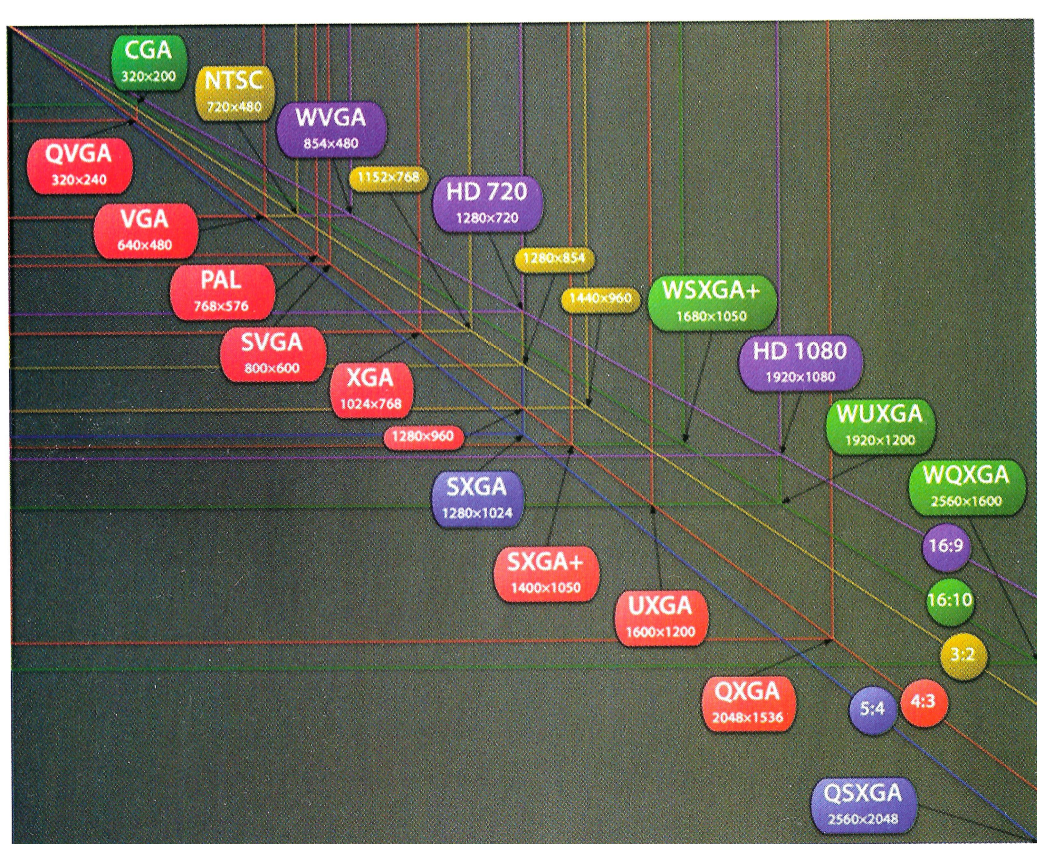 CGA
320×200
NTSC
720×480
WVGA
854×480
QVGA
320×240
1152×768
HD 720
1280×720
VGA
640×480
1280×854
PAL
768×576
1440×960
WSXGA+
1680×1050
SVGA
800×600
HD 1080
1920×1080
XGA
1024×768
WUXGA
1920×1200
1280×960
WQXGA
2560×1600
SXGA
1280×1024
16:9
SXGA+
1400×1050
16:10
UXGA
1600×1200
3:2
QXGA
2048×1536
5:4
4:3
QSXGA
2560×2048